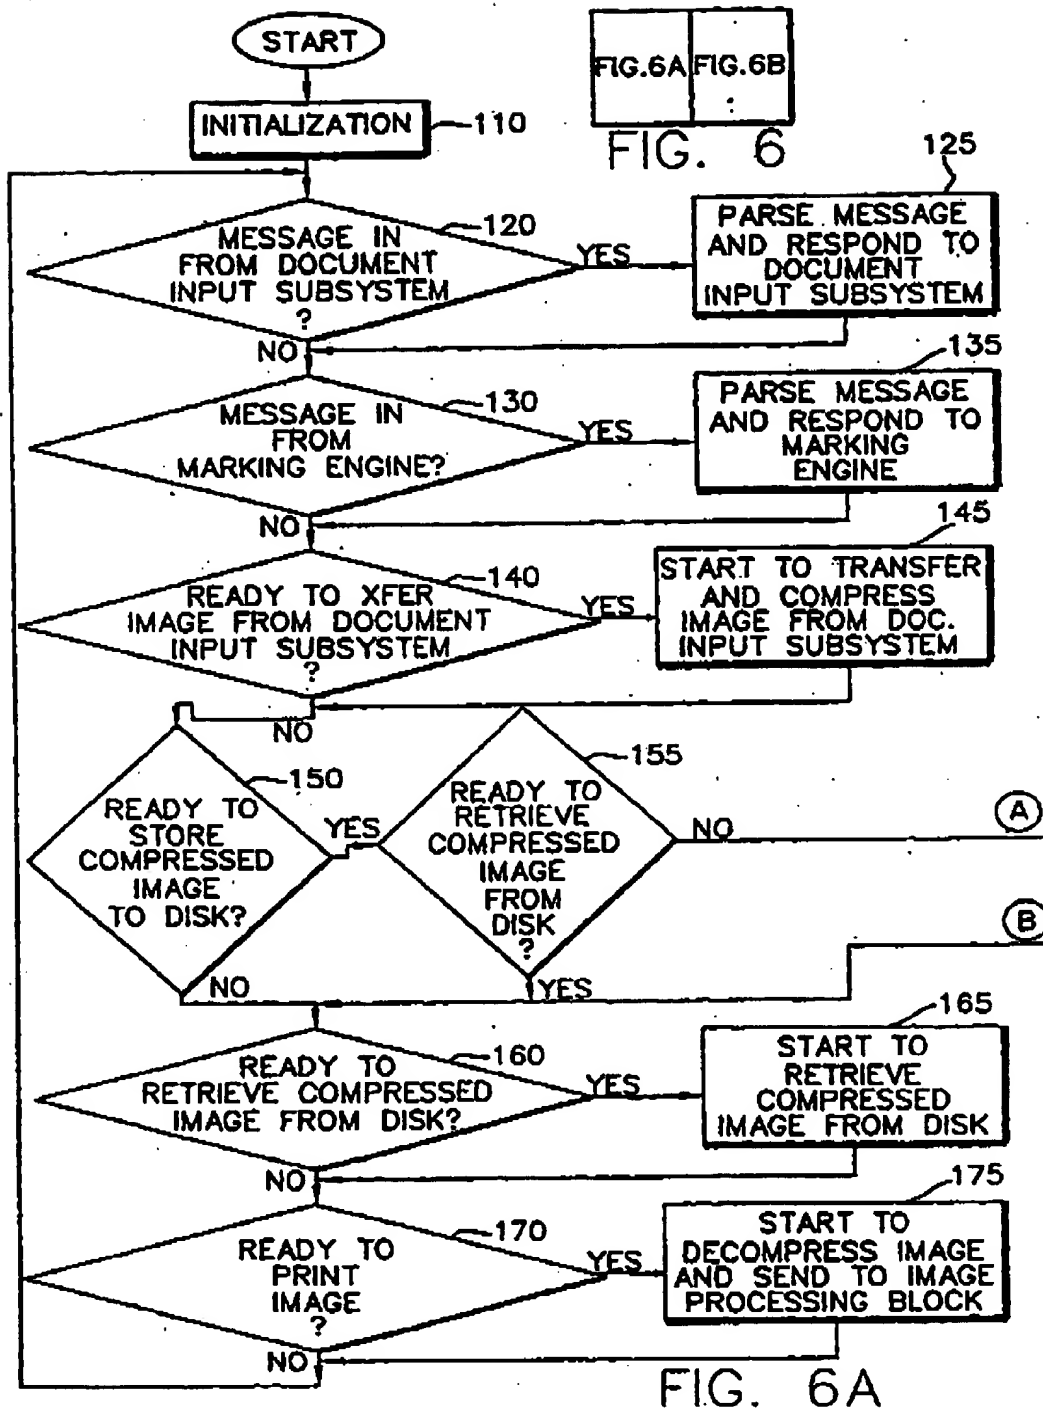 START
FIG.6A FIG.6B
FIG. 6
INITIALIZATION
110
MESSAGE IN
FROM DOCUMENT
INPUT SUBSYSTEM
?
120
YES
125
PARSE MESSAGE
AND RESPOND TO
DOCUMENT
INPUT SUBSYSTEM
NO
MESSAGE IN
FROM
MARKING ENGINE?
130
YES
135
PARSE MESSAGE
AND RESPOND TO
MARKING
ENGINE
NO
READY TO XFER
IMAGE FROM DOCUMENT
INPUT SUBSYSTEM
?
140
YES
145
START TO TRANSFER
AND COMPRESS
IMAGE FROM DOC.
INPUT SUBSYSTEM
NO
READY TO
STORE
COMPRESSED
IMAGE
TO DISK?
150
YES
READY TO
RETRIEVE
COMPRESSED
IMAGE
FROM
DISK
?
155
NO
A
B
NO
YES
READY TO
RETRIEVE COMPRESSED
IMAGE FROM DISK?
160
YES
165
START TO
RETRIEVE
COMPRESSED
IMAGE FROM DISK
NO
READY TO
PRINT
IMAGE
?
170
YES
175
START TO
DECOMPRESS IMAGE
AND SEND TO IMAGE
PROCESSING BLOCK
NO
FIG. 6A